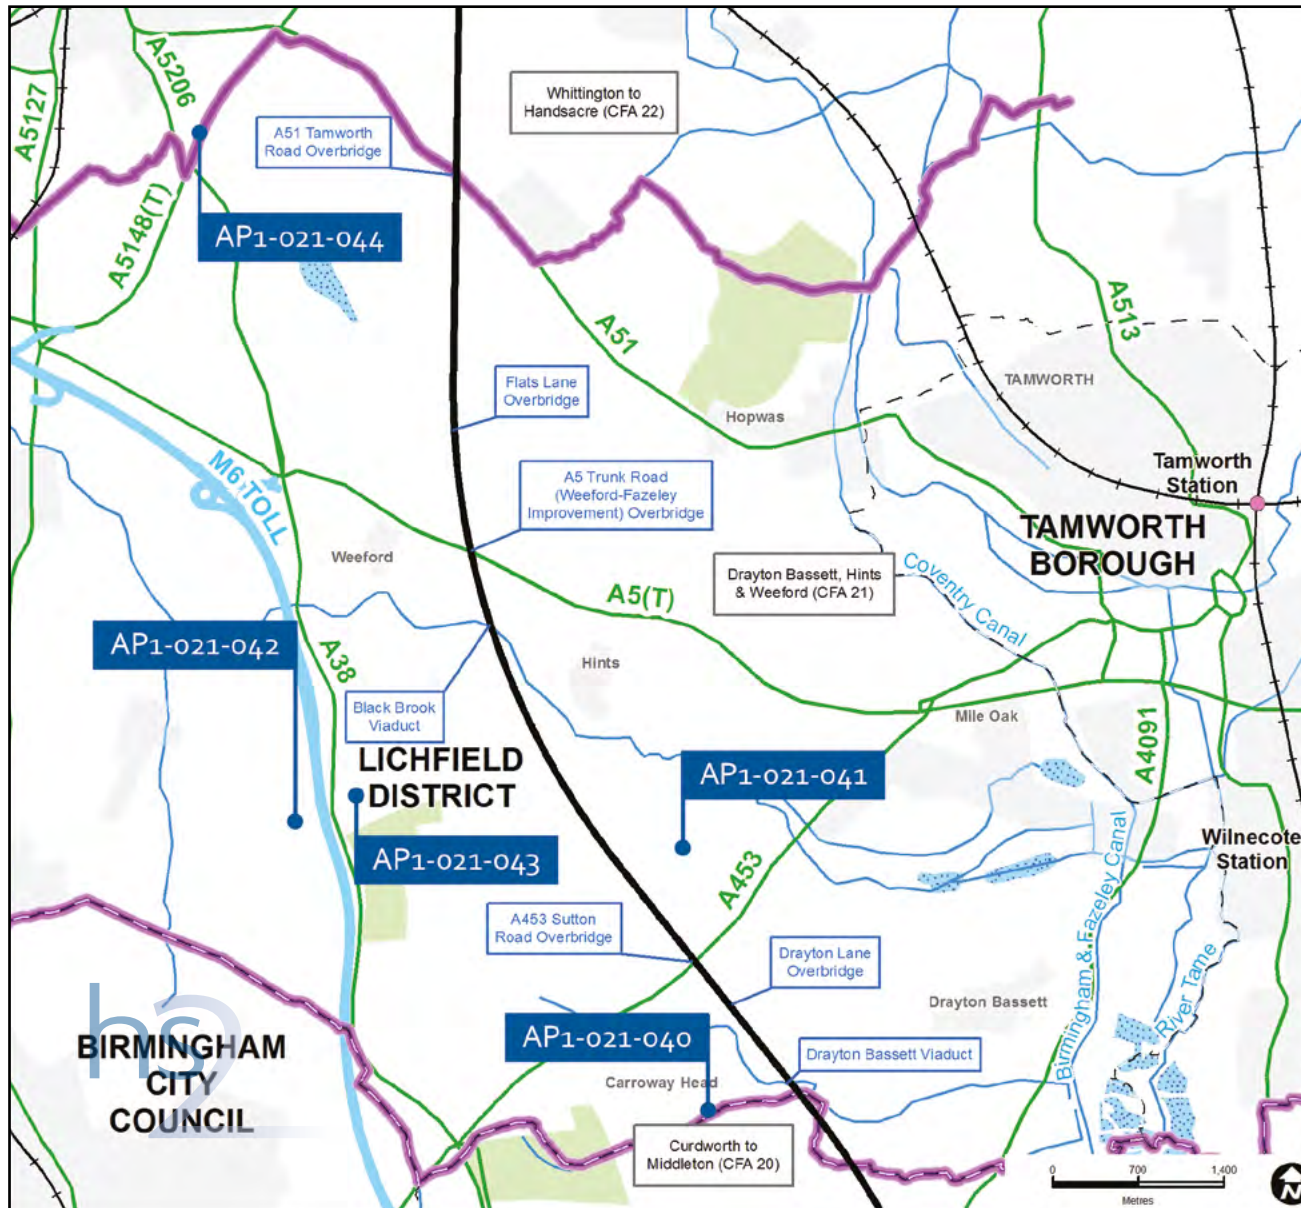 A5206
A5127
Whittington to
Handsacre (CFA 22)
A51 Tamworth
Road Overbridge
A5148(T)
AP1-021-044
A51
A513
TAMWORTH
Flats Lane
Overbridge
Hopwas
M6 TOLL
A5 Trunk Road
(Weeford-Fazeley
Improvement) Overbridge
Tamworth
Station
TAMWORTH
BOROUGH
Weeford
Drayton Bassett, Hints
& Weeford (CFA 21)
Coventry Canal
A5(T)
AP1-021-042
A38
Hints
Black Brook
Viaduct
Mile Oak
A4091
LICHFIELD
DISTRICT
AP1-021-041
AP1-021-043
A453
Wilnecote
Station
Birmingham & Fazeley Canal
A453 Sutton
Road Overbridge
Drayton Lane
Overbridge
River Tame
Drayton Bassett
hs2
BIRMINGHAM
CITY
COUNCIL
AP1-021-040
Drayton Bassett Viaduct
Carroway Head
Curdworth to
Middleton (CFA 20)
0 700 1,400
Metres
N